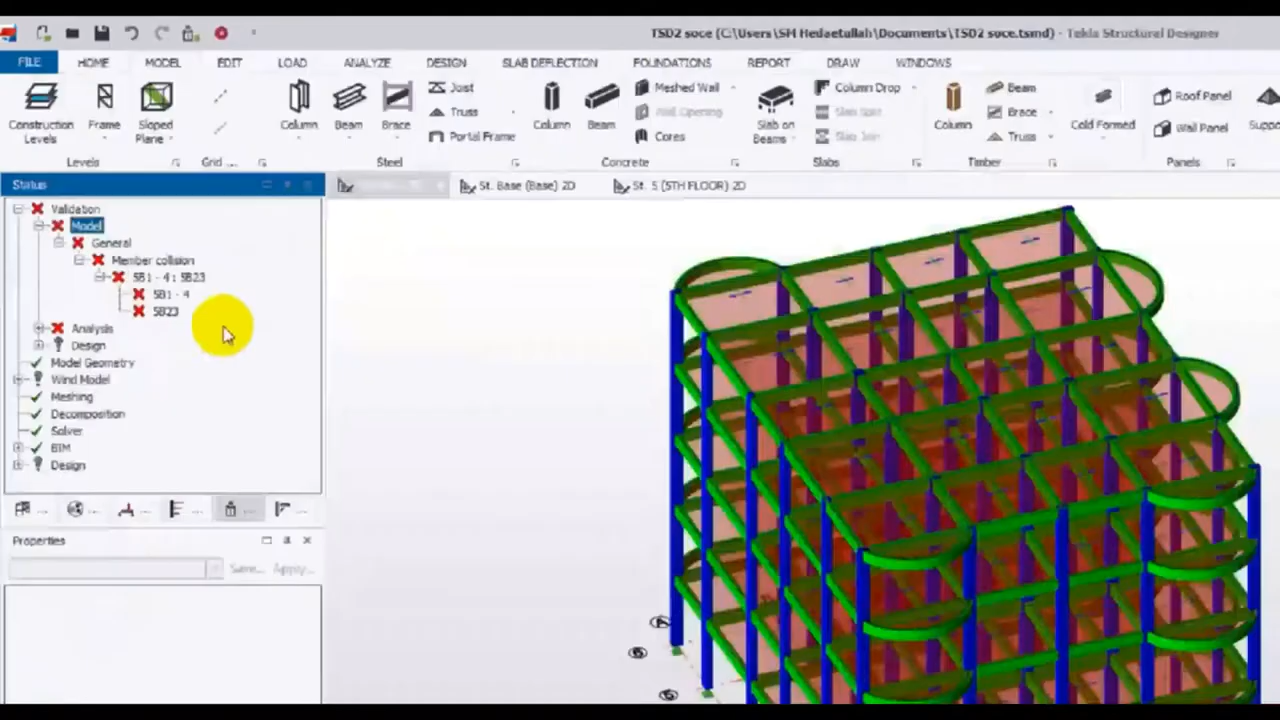 TSD2 soce (C:\Users\SM Hedaetullah\Documents\TSD2 soce.tsmd) - Tekla Structural Designer
FILE HOME MODEL EDIT LOAD ANALYZE DESIGN SLAB DEFLECTION FOUNDATIONS REPORT DRAW WINDOWS
Construction Levels
Frame
Sloped Plane
Levels
Grid ...
Column
Beam
Brace
Joist
Truss
Portal Frame
Steel
Column
Beam
Meshed Wall
Wall Opening
Cores
Concrete
Slab on Beams
Column Drop
Slab Split
Slab Join
Slabs
Column
Beam
Brace
Truss
Timber
Cold Formed
Roof Panel
Wall Panel
Panels
Status
St. Base (Base) 2D
St. 5 (5TH FLOOR) 2D
Validation
Model
General
Member collision
SB1 - 4 : SB23
SB1 - 4
SB23
Analysis
Design
Model Geometry
Wind Model
Meshing
Decomposition
Solver
BIM
Design
Properties
Save... Apply...